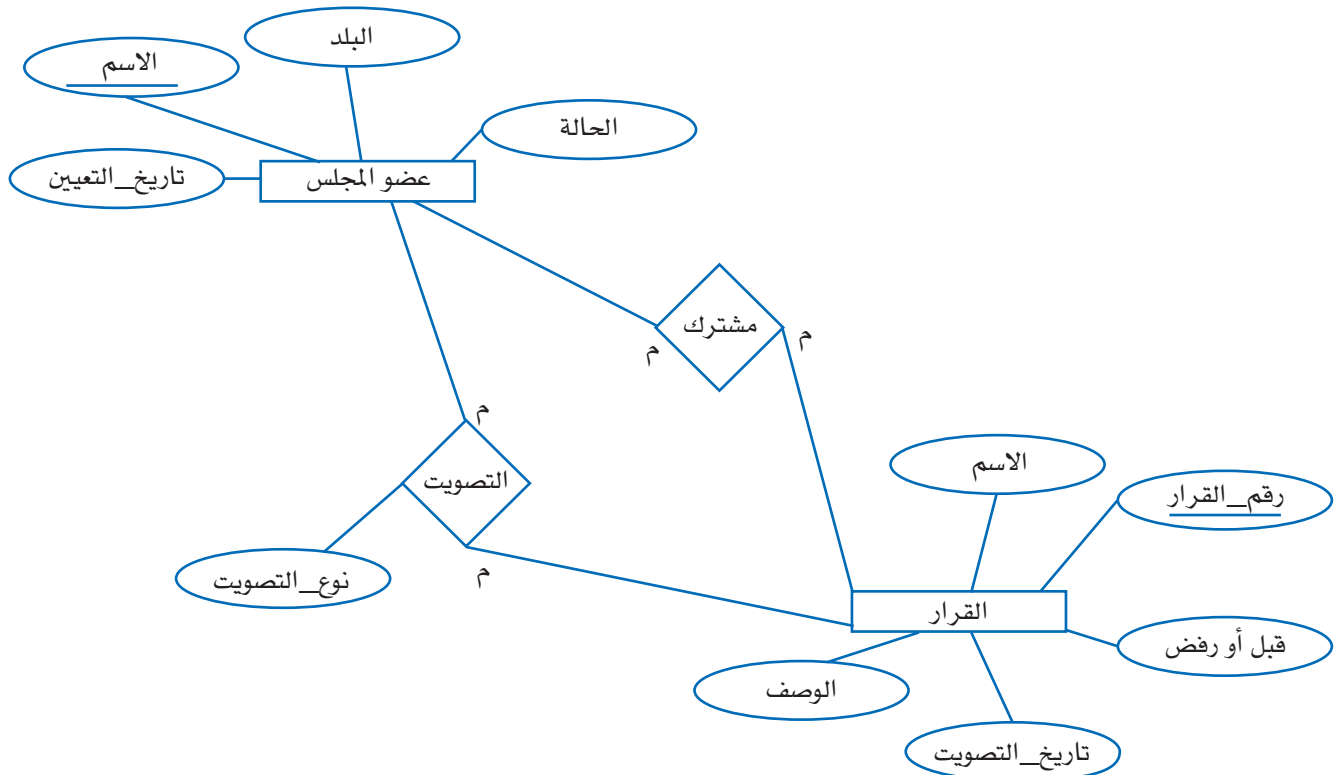 البلد
الاسم
الحالة
تاريخ_التعيين
عضو المجلس
مشترك
م
م
م
التصويت
م
نوع_التصويت
الاسم
رقم_القرار
القرار
قبل أو رفض
الوصف
تاريخ_التصويت